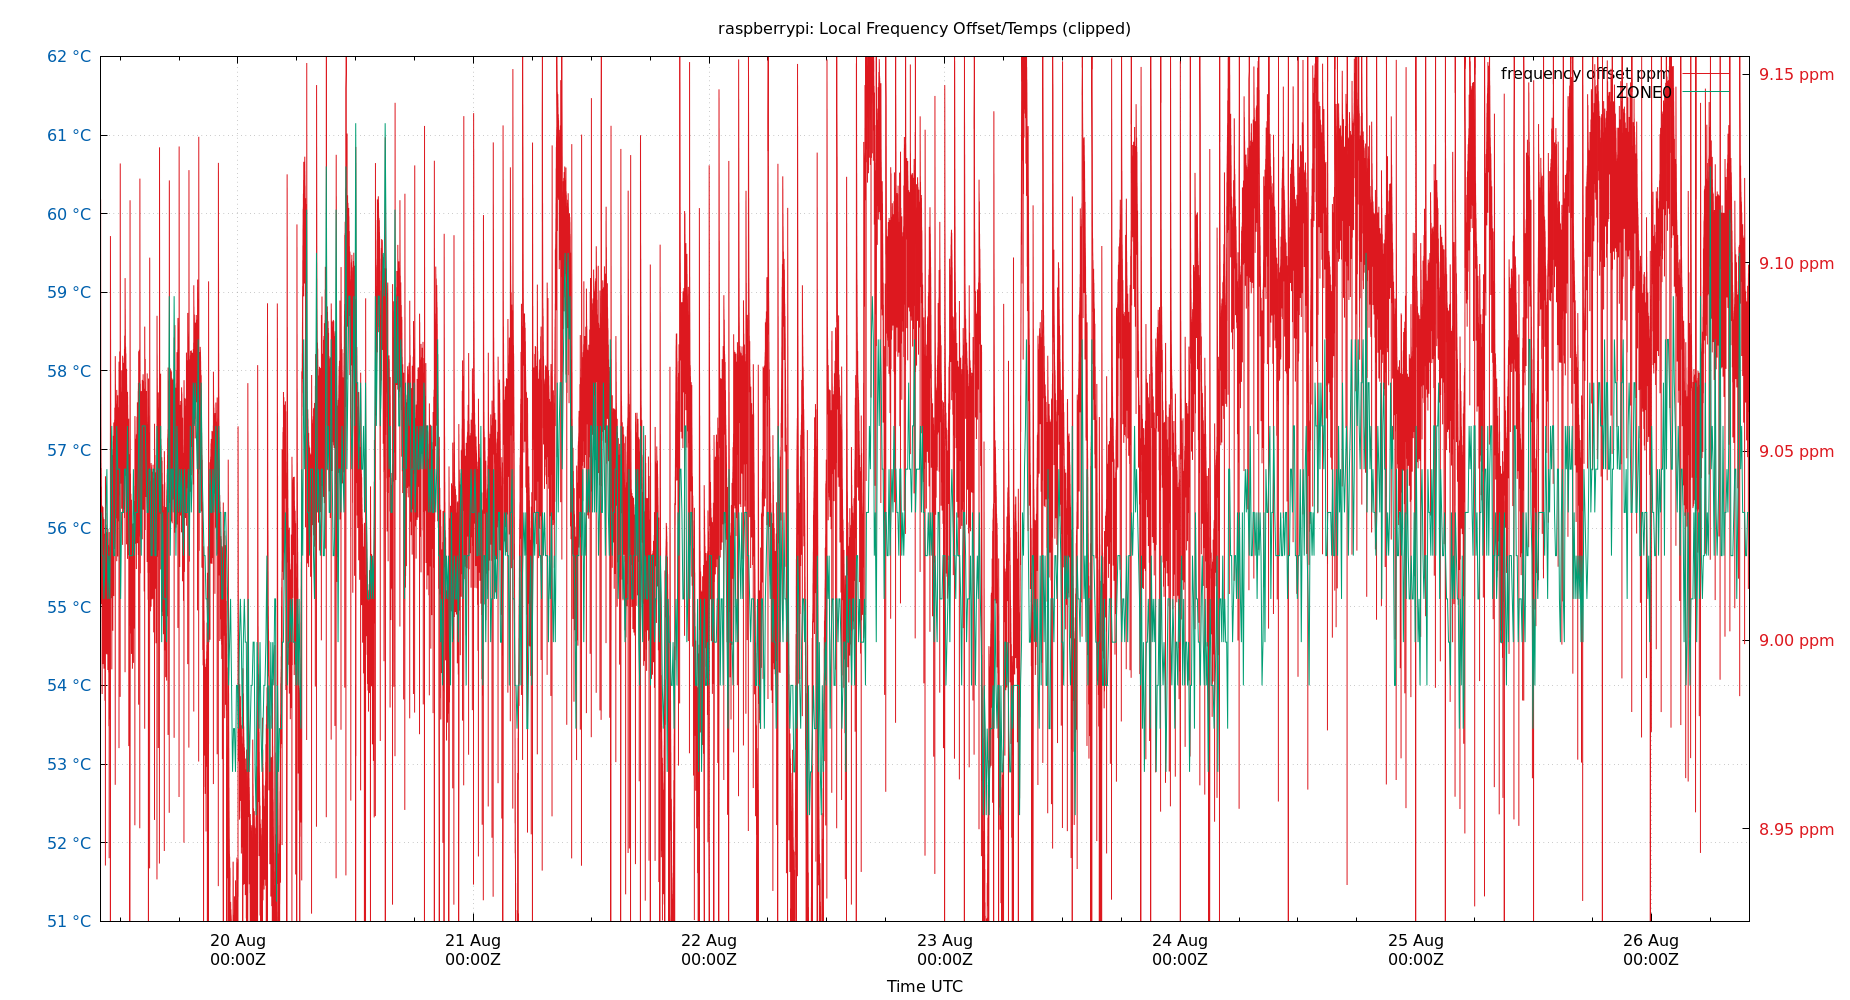 raspberrypi: Local Frequency Offset/Temps (clipped)
62 °C
61 °C
60 °C
59 °C
58 °C
57 °C
56 °C
55 °C
54 °C
53 °C
52 °C
51 °C
frequency offset ppm
ZONE0
9.15 ppm
9.10 ppm
9.05 ppm
9.00 ppm
8.95 ppm
20 Aug
00:00Z
21 Aug
00:00Z
22 Aug
00:00Z
23 Aug
00:00Z
24 Aug
00:00Z
25 Aug
00:00Z
26 Aug
00:00Z
Time UTC